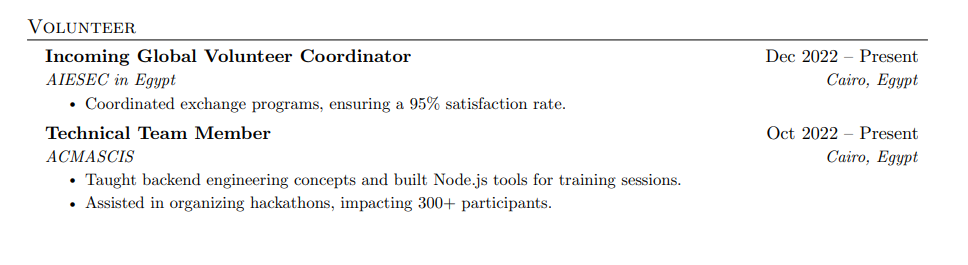 Volunteer
Incoming Global Volunteer Coordinator Dec 2022 – Present
AIESEC in Egypt Cairo, Egypt
• Coordinated exchange programs, ensuring a 95% satisfaction rate.
Technical Team Member Oct 2022 – Present
ACMASCIS Cairo, Egypt
• Taught backend engineering concepts and built Node.js tools for training sessions.
• Assisted in organizing hackathons, impacting 300+ participants.